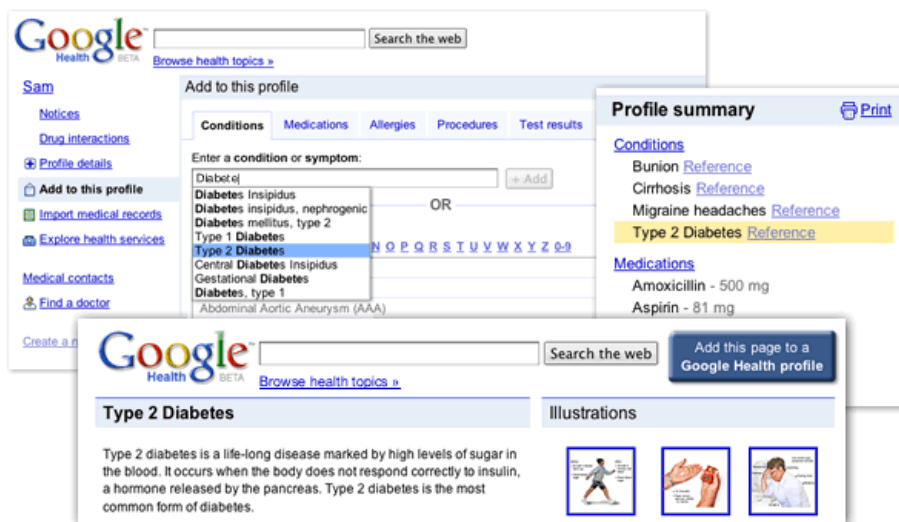 Google
Health BETA
Search the web
Browse health topics »
Sam
Notices
Drug interactions
Profile details
Add to this profile
Import medical records
Explore health services
Medical contacts
Find a doctor
Create a n
Add to this profile
Conditions Medications Allergies Procedures Test results
Enter a condition or symptom:
Diabete
+ Add
Diabetes Insipidus
Diabetes insipidus, nephrogenic
Diabetes mellitus, type 2
Type 1 Diabetes
Type 2 Diabetes
Central Diabetes Insipidus
Gestational Diabetes
Diabetes, type 1
OR
N O P Q R S T U V W X Y Z 0-9
Abdominal Aortic Aneurysm (AAA)
Profile summary
Print
Conditions
Bunion Reference
Cirrhosis Reference
Migraine headaches Reference
Type 2 Diabetes Reference
Medications
Amoxicillin - 500 mg
Aspirin - 81 mg
Google
Health BETA
Search the web
Browse health topics »
Add this page to a
Google Health profile
Type 2 Diabetes
Type 2 diabetes is a life-long disease marked by high levels of sugar in
the blood. It occurs when the body does not respond correctly to insulin,
a hormone released by the pancreas. Type 2 diabetes is the most
common form of diabetes.
Illustrations